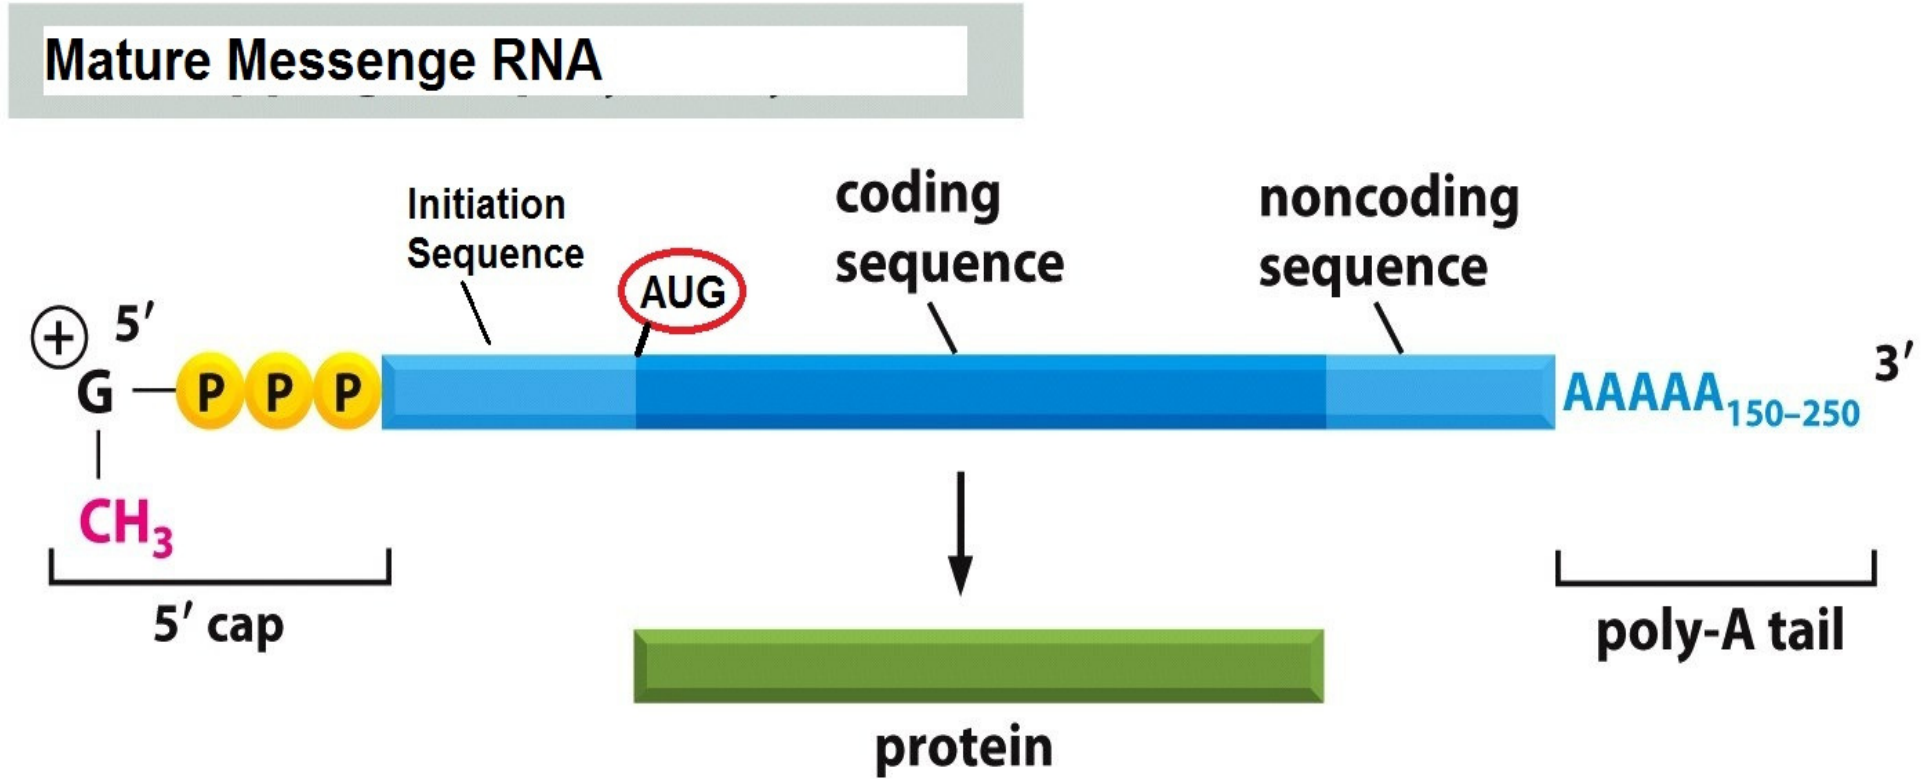 Mature Messenge RNA
Initiation
Sequence
AUG
coding
sequence
noncoding
sequence
+
5′
G
P P P
AAAAA150–250
3′
CH3
5′ cap
poly-A tail
protein